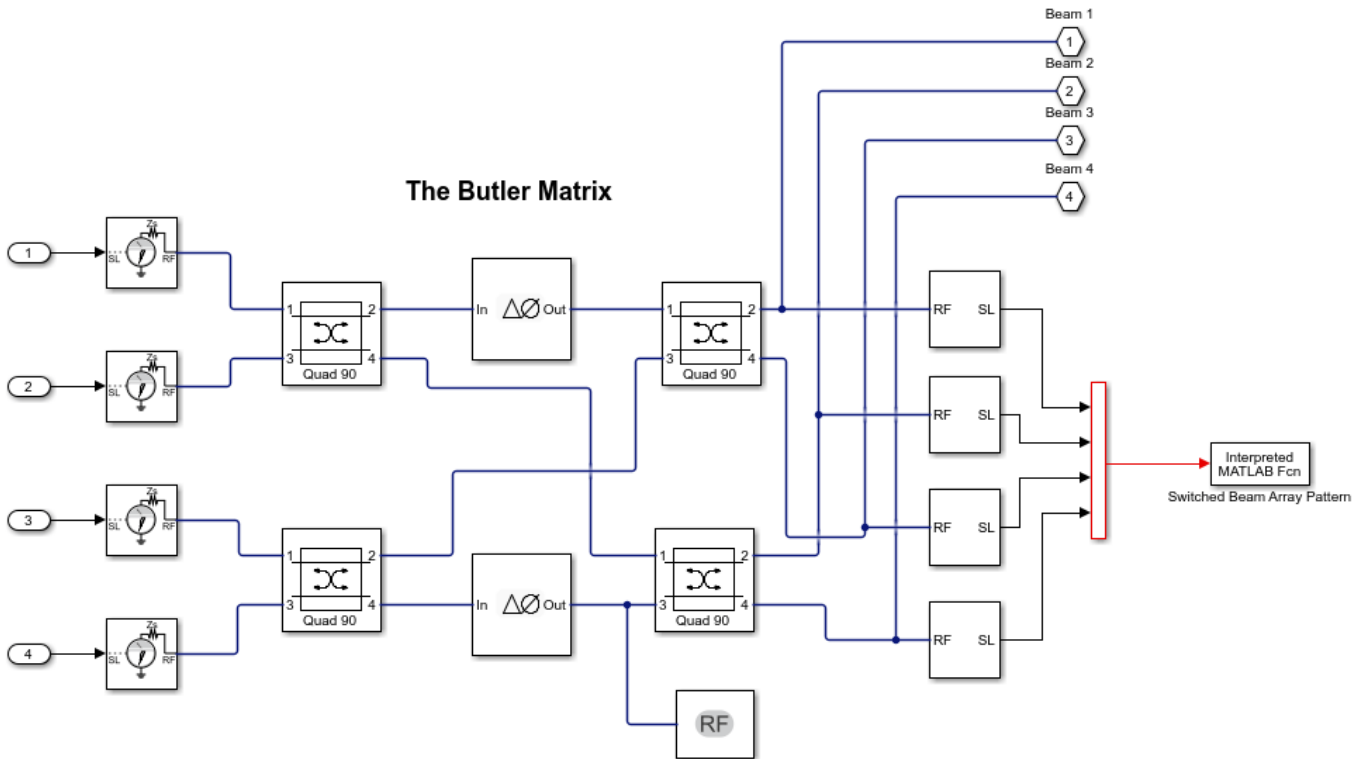 Beam 1
1
Beam 2
2
Beam 3
3
Beam 4
4
The Butler Matrix
1
SL
Zs
RF
2
SL
Zs
RF
3
SL
Zs
RF
4
SL
Zs
RF
1 2
3 4
Quad 90
In ΔØ Out
1 2
3 4
Quad 90
1 2
3 4
Quad 90
In ΔØ Out
1 2
3 4
Quad 90
RF
RF SL
RF SL
RF SL
RF SL
Interpreted
MATLAB Fcn
Switched Beam Array Pattern